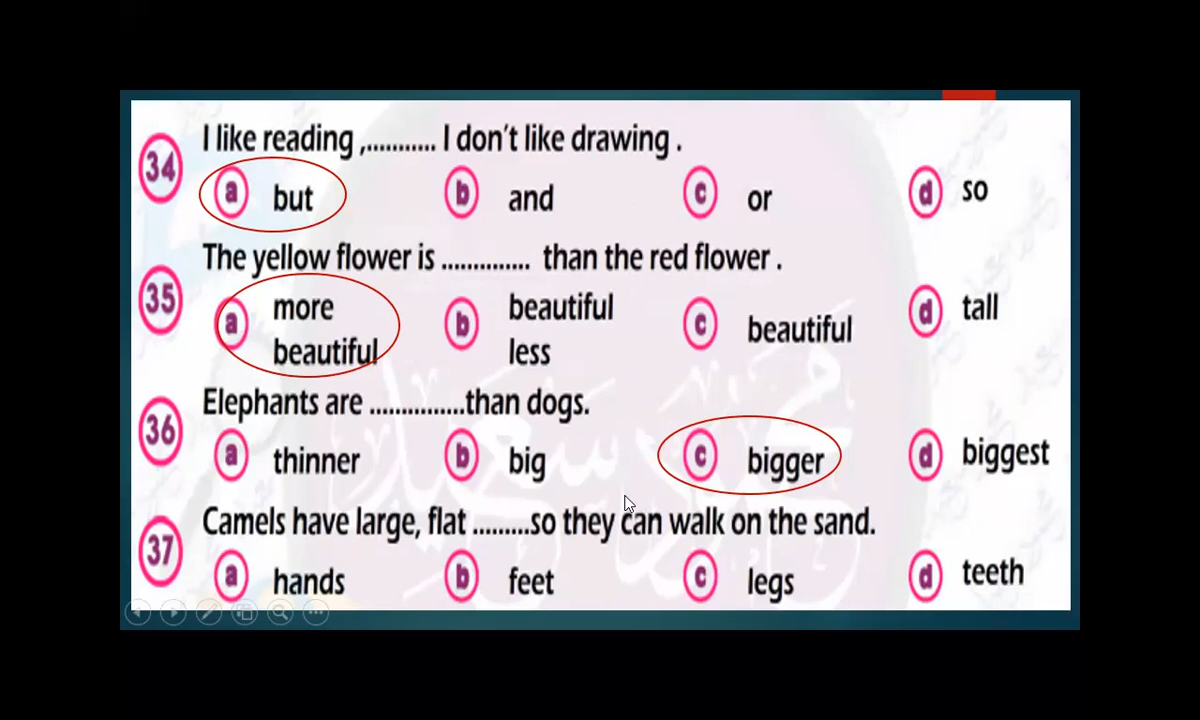 34 I like reading ,........... I don't like drawing .
a but b and c or d so
35 The yellow flower is .............. than the red flower .
a more beautiful b beautiful less c beautiful d tall
36 Elephants are ...............than dogs.
a thinner b big c bigger d biggest
37 Camels have large, flat .........so they can walk on the sand.
a hands b feet c legs d teeth